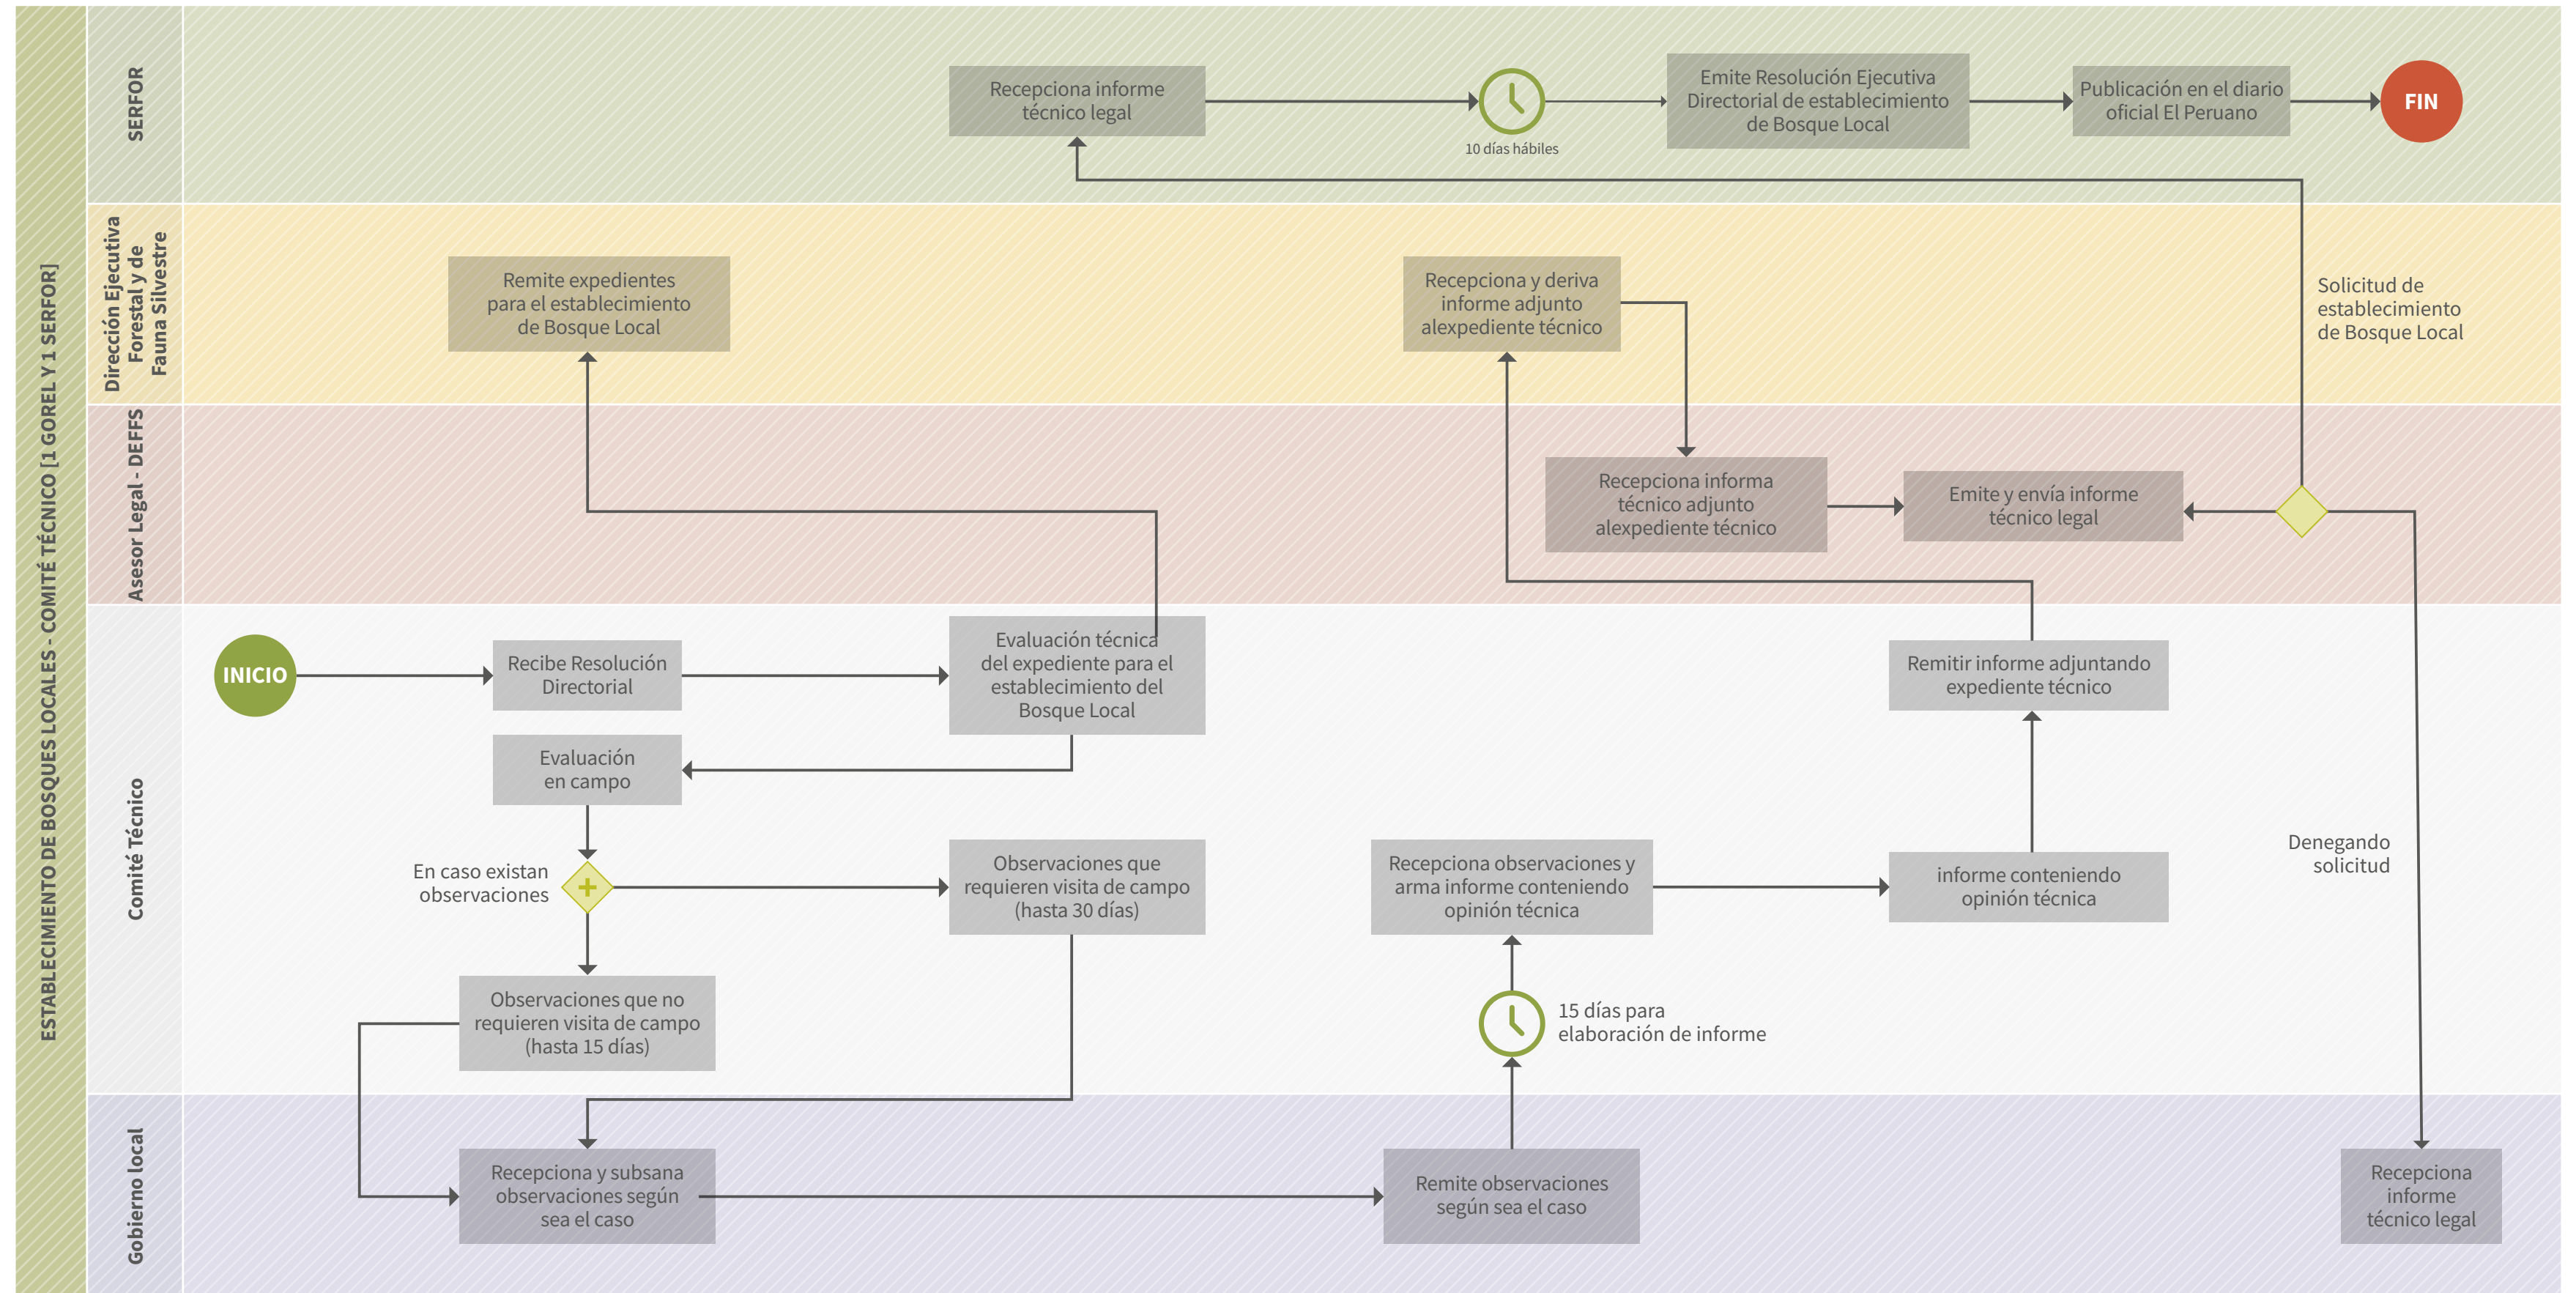 ESTABLECIMIENTO DE BOSQUES LOCALES - COMITÉ TÉCNICO [1 GOREL Y 1 SERFOR]
SERFOR
Recepciona informe
técnico legal
10 días hábiles
Emite Resolución Ejecutiva
Directorial de establecimiento
de Bosque Local
Publicación en el diario
oficial El Peruano
FIN
Dirección Ejecutiva
Forestal y de
Fauna Silvestre
Remite expedientes
para el establecimiento
de Bosque Local
Recepciona y deriva
informe adjunto
alexpediente técnico
Solicitud de
establecimiento
de Bosque Local
Asesor Legal - DEFFS
Recepciona informa
técnico adjunto
alexpediente técnico
Emite y envía informe
técnico legal
Comité Técnico
INICIO
Recibe Resolución
Directorial
Evaluación técnica
del expediente para el
establecimiento del
Bosque Local
Remitir informe adjuntando
expediente técnico
Evaluación
en campo
En caso existan
observaciones
Observaciones que
requieren visita de campo
(hasta 30 días)
Recepciona observaciones y
arma informe conteniendo
opinión técnica
informe conteniendo
opinión técnica
Denegando
solicitud
Observaciones que no
requieren visita de campo
(hasta 15 días)
15 días para
elaboración de informe
Gobierno local
Recepciona y subsana
observaciones según
sea el caso
Remite observaciones
según sea el caso
Recepciona
informe
técnico legal